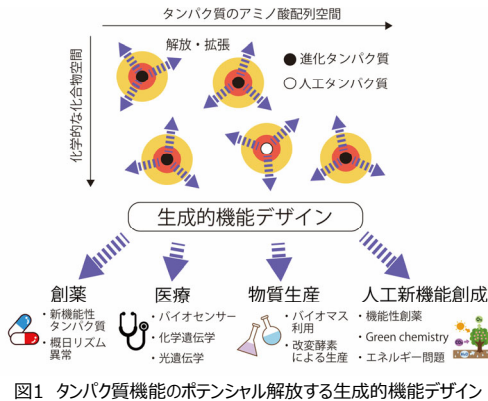 タンパク質のアミノ酸配列空間
化学的な化合物空間
解放・拡張
●進化タンパク質
○人工タンパク質
生成的機能デザイン
創薬
・新機能性
タンパク質
・概日リズム
異常
医療
・バイオセンサー
・化学遺伝学
・光遺伝学
物質生産
・バイオマス
利用
・改変酵素
による生産
人工新機能創成
・機能性創薬
・Green chemistry
・エネルギー問題
図1 タンパク質機能のポテンシャル解放する生成的機能デザイン